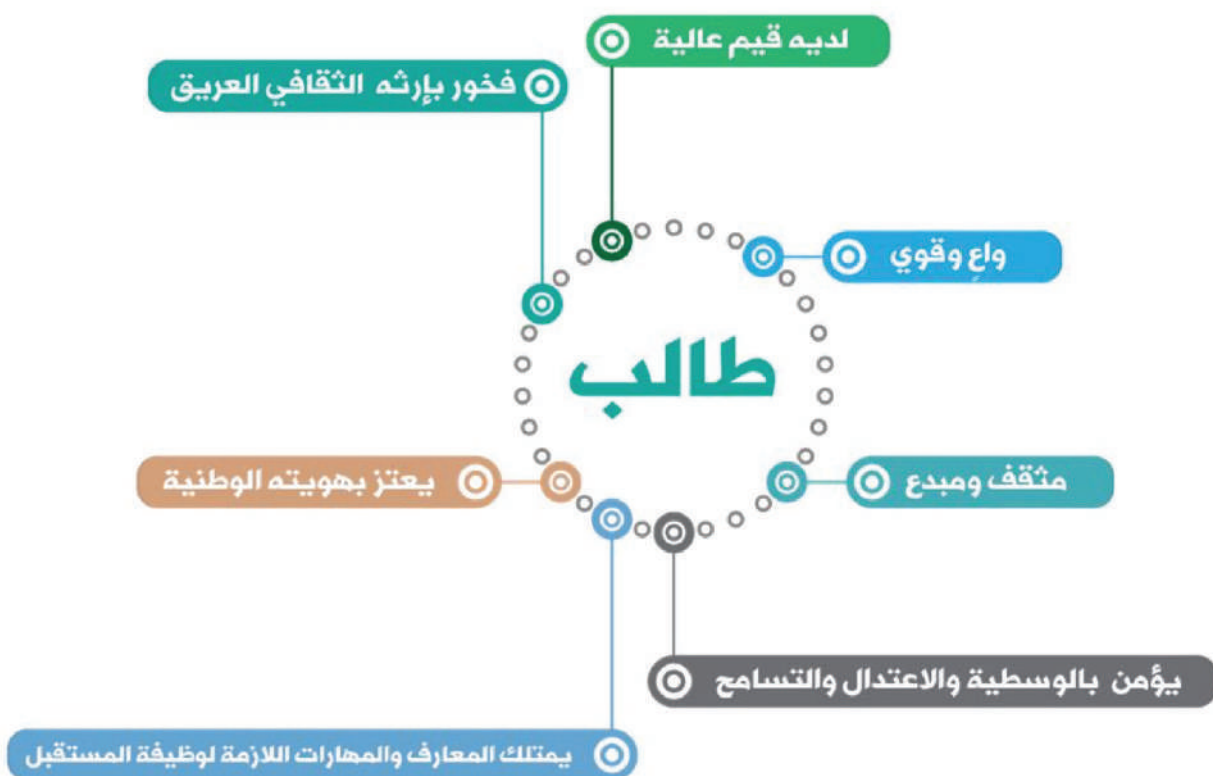 لديه قيم عالية
فخور بإرثه الثقافي العريق
واعٍ وقوي
طالب
مثقف ومبدع
يعتز بهويته الوطنية
يؤمن بالوسطية والاعتدال والتسامح
يمتلك المعارف والمهارات اللازمة لوظيفة المستقبل